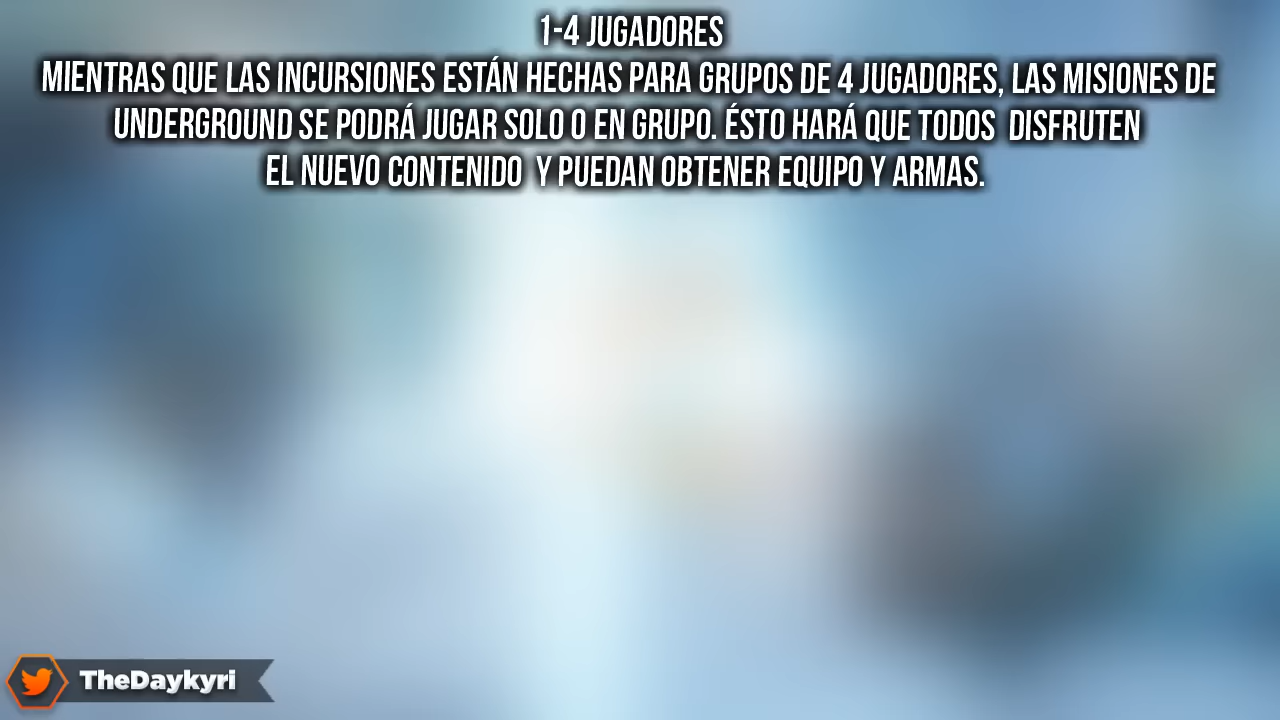 1-4 JUGADORES
MIENTRAS QUE LAS INCURSIONES ESTÁN HECHAS PARA GRUPOS DE 4 JUGADORES, LAS MISIONES DE
UNDERGROUND SE PODRÁ JUGAR SOLO O EN GRUPO. ÉSTO HARÁ QUE TODOS DISFRUTEN
EL NUEVO CONTENIDO Y PUEDAN OBTENER EQUIPO Y ARMAS.
TheDaykyri